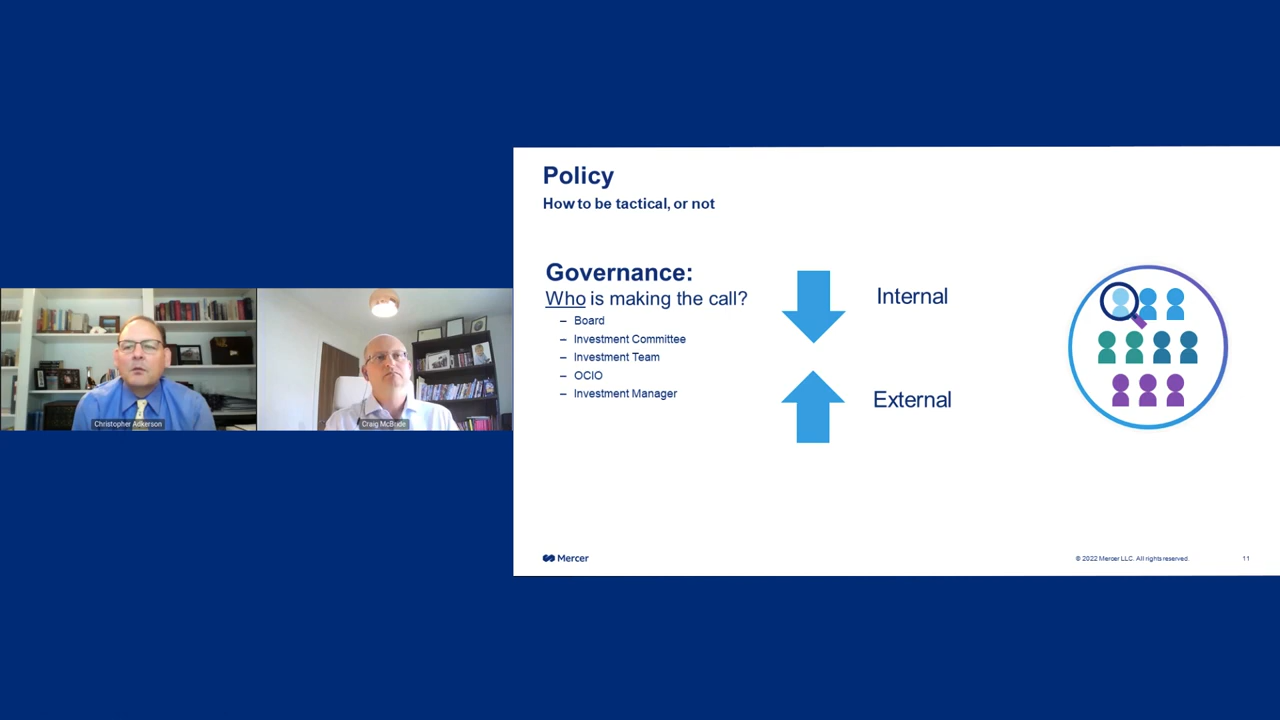 Policy
How to be tactical, or not
Governance:
Who is making the call?
– Board
– Investment Committee
– Investment Team
– OCIO
– Investment Manager
Internal
External
Christopher Adkerson
Craig McBride
Mercer
© 2022 Mercer LLC. All rights reserved.
11